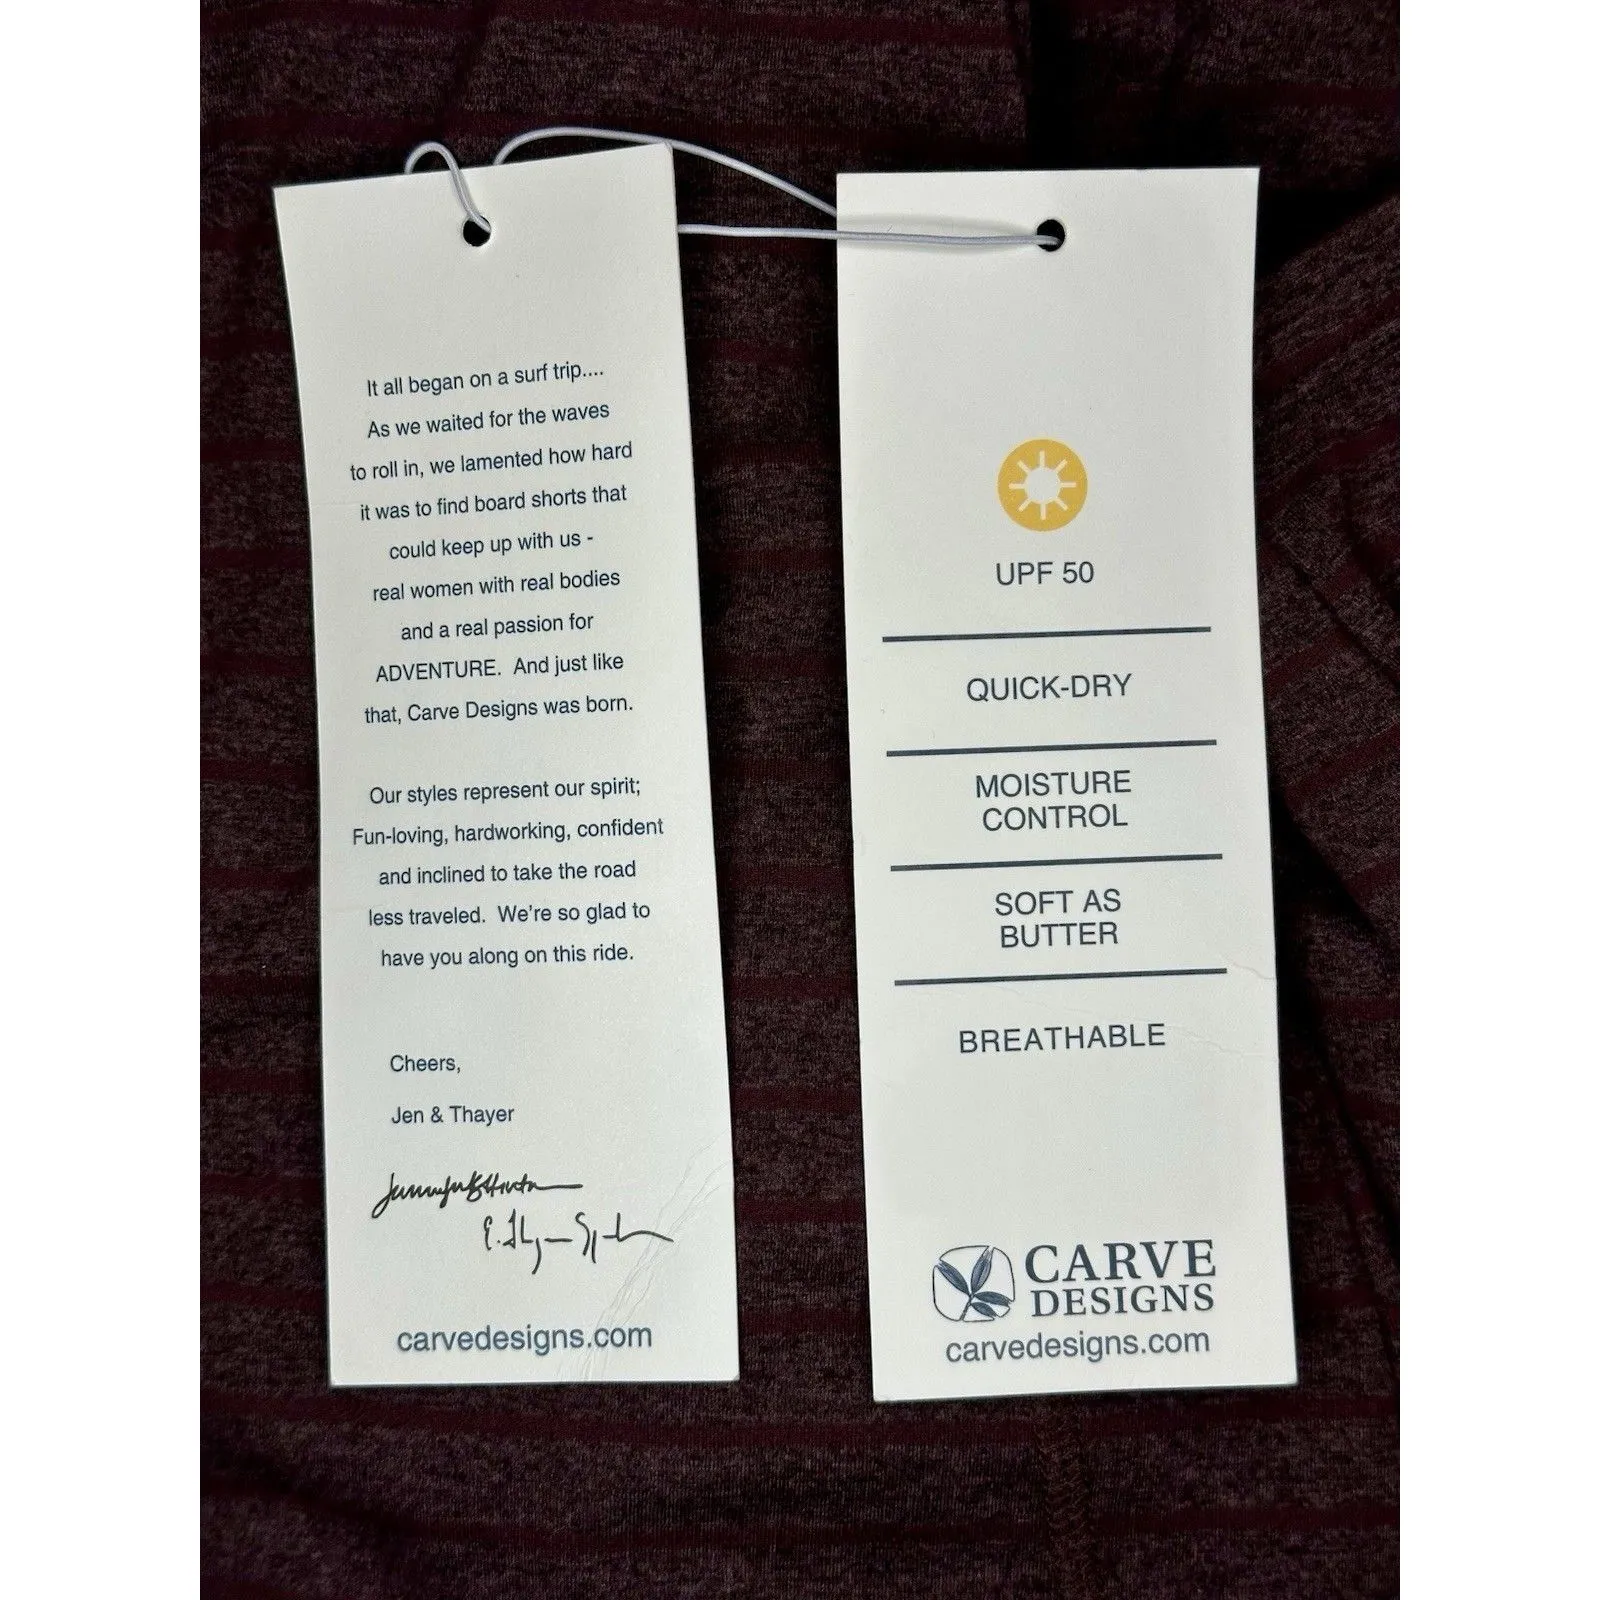 It all began on a surf trip....
As we waited for the waves
to roll in, we lamented how hard
it was to find board shorts that
could keep up with us -
real women with real bodies
and a real passion for
ADVENTURE. And just like
that, Carve Designs was born.
Our styles represent our spirit;
Fun-loving, hardworking, confident
and inclined to take the road
less traveled. We're so glad to
have you along on this ride.
Cheers,
Jen & Thayer
carvedesigns.com
UPF 50
QUICK-DRY
MOISTURE
CONTROL
SOFT AS
BUTTER
BREATHABLE
CARVE
DESIGNS
carvedesigns.com